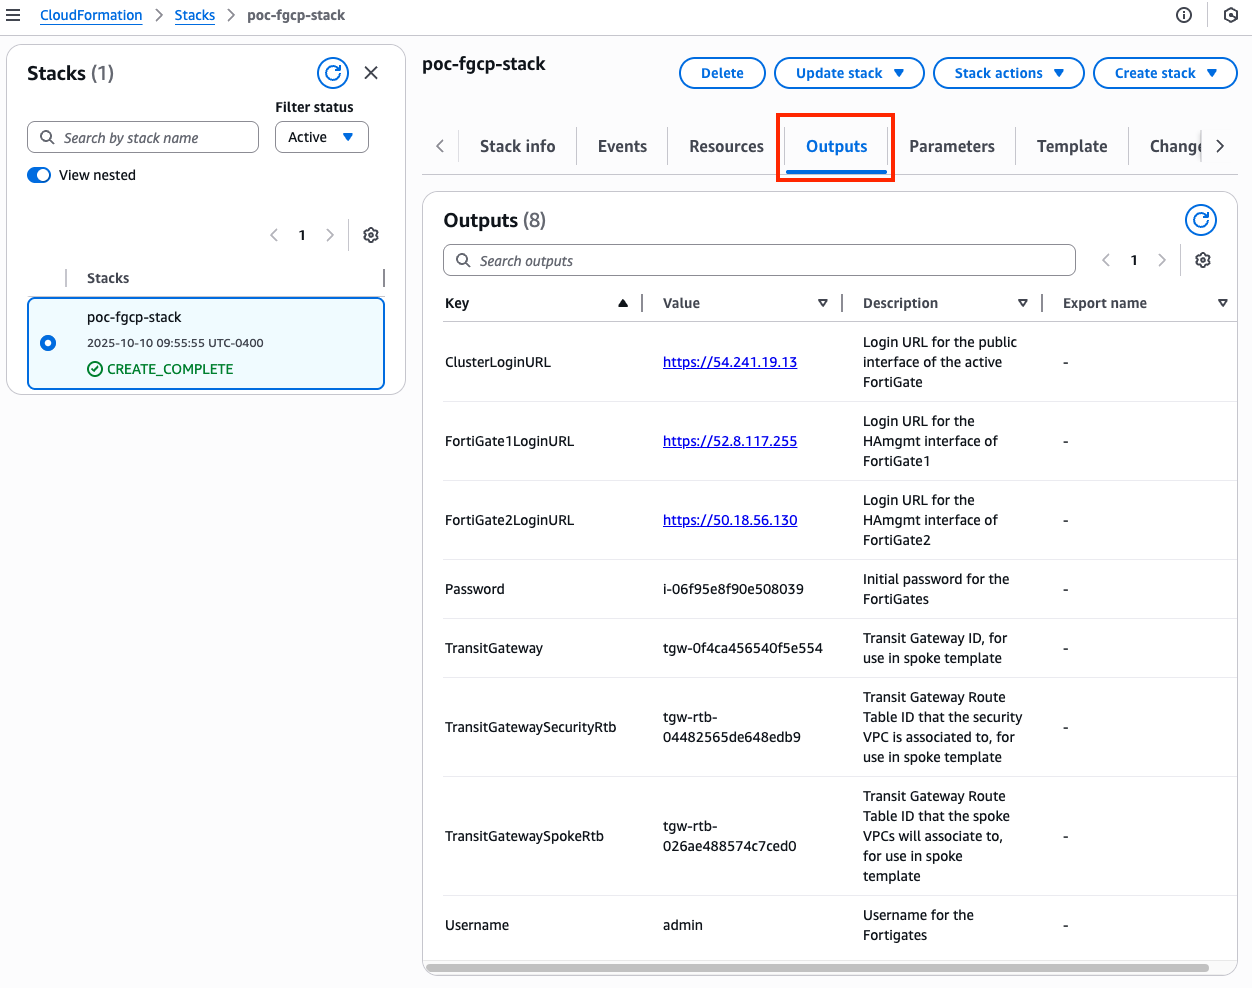 CloudFormation > Stacks > poc-fgcp-stack
Stacks (1)
Filter status
Search by stack name
Active
View nested
1
Stacks
poc-fgcp-stack
2025-10-10 09:55:55 UTC-0400
CREATE_COMPLETE
poc-fgcp-stack
Delete
Update stack
Stack actions
Create stack
Stack info
Events
Resources
Outputs
Parameters
Template
Change
Outputs (8)
Search outputs
1
Key
Value
Description
Export name
ClusterLoginURL
https://54.241.19.13
Login URL for the public
interface of the active
FortiGate
-
FortiGate1LoginURL
https://52.8.117.255
Login URL for the
HAmgmt interface of
FortiGate1
-
FortiGate2LoginURL
https://50.18.56.130
Login URL for the
HAmgmt interface of
FortiGate2
-
Password
i-06f95e8f90e508039
Initial password for the
FortiGates
-
TransitGateway
tgw-0f4ca456540f5e554
Transit Gateway ID, for
use in spoke template
-
TransitGatewaySecurityRtb
tgw-rtb-
04482565de648edb9
Transit Gateway Route
Table ID that the security
VPC is associated to, for
use in spoke template
-
TransitGatewaySpokeRtb
tgw-rtb-
026ae488574c7ced0
Transit Gateway Route
Table ID that the spoke
VPCs will associate to,
for use in spoke
template
-
Username
admin
Username for the
Fortigates
-